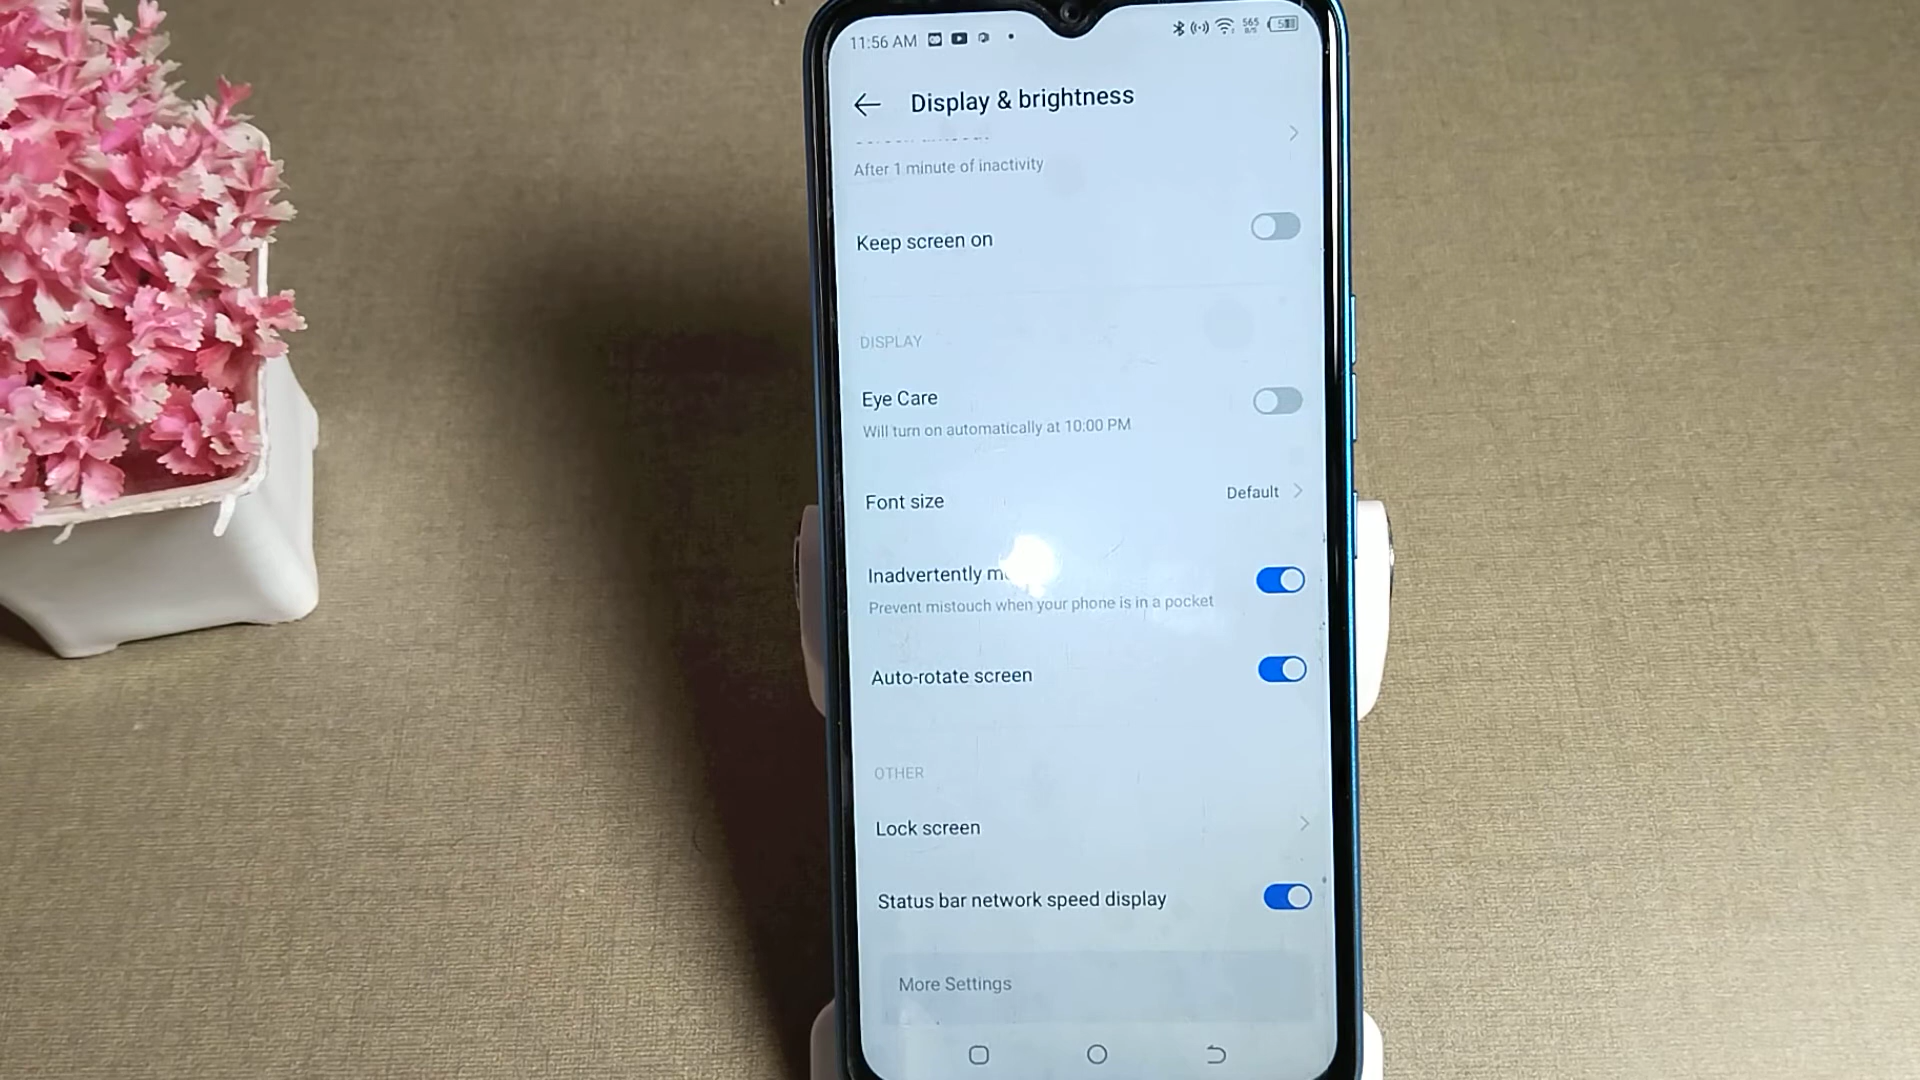 11:56 AM
565
B/S
Display & brightness
After 1 minute of inactivity
Keep screen on
DISPLAY
Eye Care
Will turn on automatically at 10:00 PM
Font size
Default
Inadvertently
Prevent mistouch when your phone is in a pocket
Auto-rotate screen
OTHER
Lock screen
Status bar network speed display
More Settings